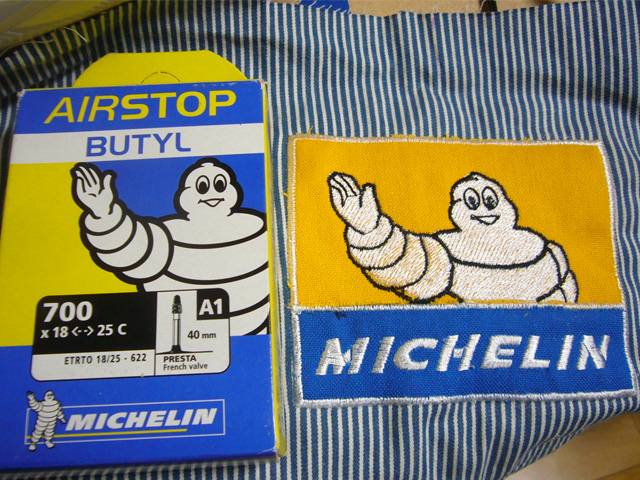 AIRSTOP
BUTYL
700
x 18 <--> 25 C
A1
40 mm
ETRTO 18/25 - 622
PRESTA
French valve
MICHELIN
MICHELIN